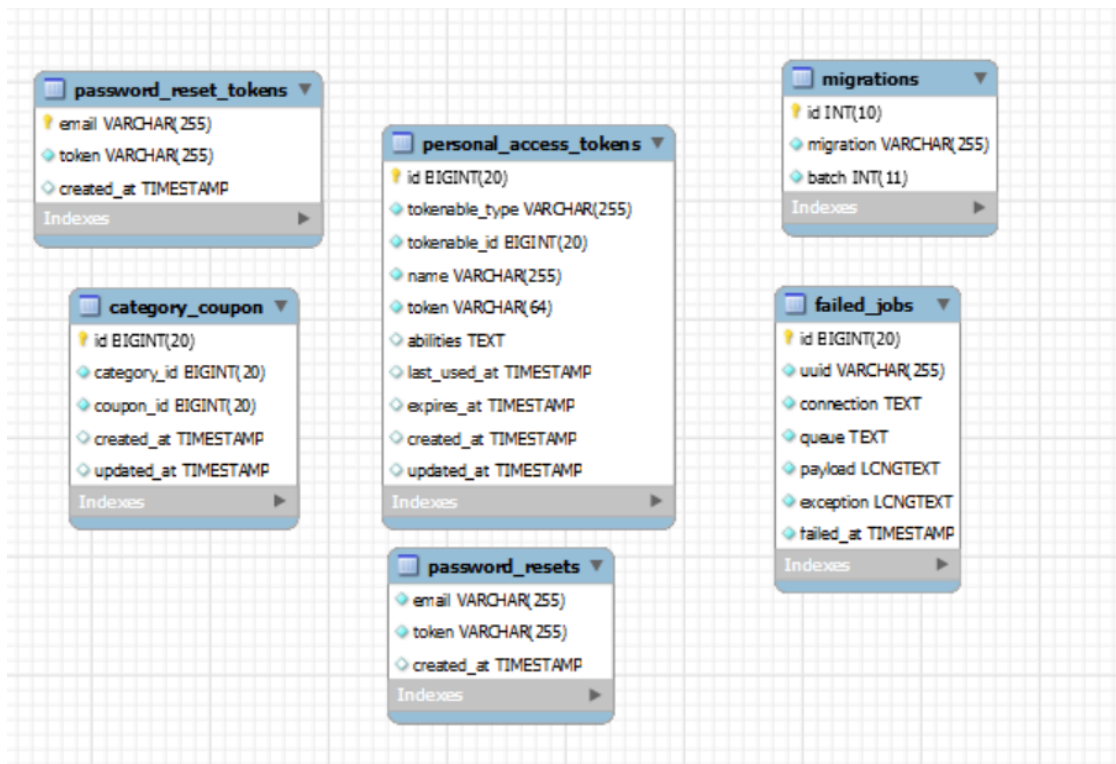 password_reset_tokens
email VARCHAR(255)
token VARCHAR(255)
created_at TIMESTAMP
Indexes
category_coupon
id BIGINT(20)
category_id BIGINT(20)
coupon_id BIGINT(20)
created_at TIMESTAMP
updated_at TIMESTAMP
Indexes
personal_access_tokens
id BIGINT(20)
tokenable_type VARCHAR(255)
tokenable_id BIGINT(20)
name VARCHAR(255)
token VARCHAR(64)
abilities TEXT
last_used_at TIMESTAMP
expires_at TIMESTAMP
created_at TIMESTAMP
updated_at TIMESTAMP
Indexes
password_resets
email VARCHAR(255)
token VARCHAR(255)
created_at TIMESTAMP
Indexes
migrations
id INT(10)
migration VARCHAR(255)
batch INT(11)
Indexes
failed_jobs
id BIGINT(20)
uuid VARCHAR(255)
connection TEXT
queue TEXT
payload LONGTEXT
exception LONGTEXT
failed_at TIMESTAMP
Indexes